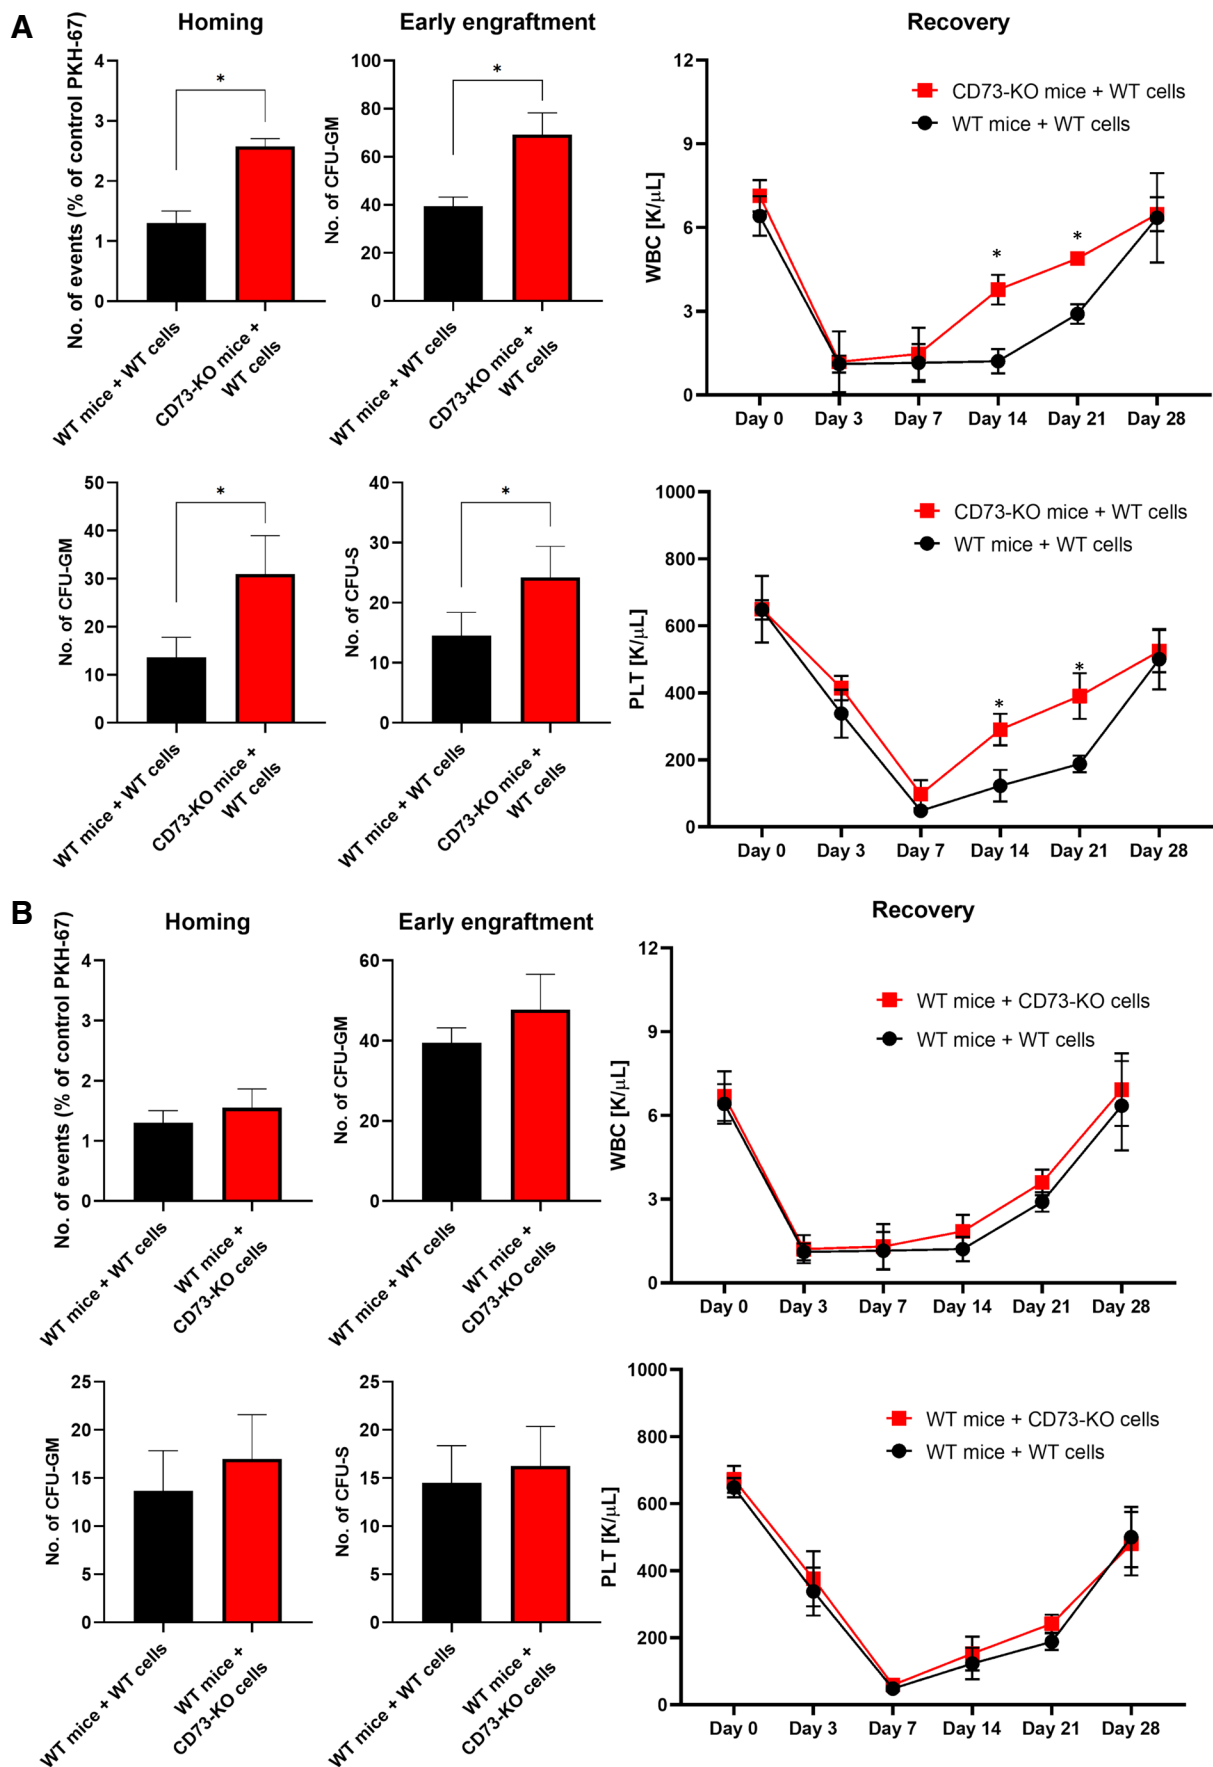 A
Homing
No. of events (% of control PKH-67)
4
3
2
1
0
*
WT mice + WT cells
CD73-KO mice +
WT cells
Early engraftment
No. of CFU-GM
100
80
60
40
20
0
*
WT mice + WT cells
CD73-KO mice +
WT cells
Recovery
WBC [K/μL]
12
9
6
3
0
CD73-KO mice + WT cells
WT mice + WT cells
*
*
Day 0
Day 3
Day 7
Day 14
Day 21
Day 28
No. of CFU-GM
50
40
30
20
10
0
*
WT mice + WT cells
CD73-KO mice +
WT cells
No. of CFU-S
40
30
20
10
0
*
WT mice + WT cells
CD73-KO mice +
WT cells
PLT [K/μL]
1000
800
600
400
200
0
CD73-KO mice + WT cells
WT mice + WT cells
*
*
Day 0
Day 3
Day 7
Day 14
Day 21
Day 28
B
Homing
No. of events (% of control PKH-67)
4
3
2
1
0
WT mice + WT cells
WT mice +
CD73-KO cells
Early engraftment
No. of CFU-GM
60
40
20
0
WT mice + WT cells
WT mice +
CD73-KO cells
Recovery
WBC [K/μL]
12
9
6
3
0
WT mice + CD73-KO cells
WT mice + WT cells
Day 0
Day 3
Day 7
Day 14
Day 21
Day 28
No. of CFU-GM
25
20
15
10
5
0
WT mice + WT cells
WT mice +
CD73-KO cells
No. of CFU-S
25
20
15
10
5
0
WT mice + WT cells
WT mice +
CD73-KO cells
PLT [K/μL]
1000
800
600
400
200
0
WT mice + CD73-KO cells
WT mice + WT cells
Day 0
Day 3
Day 7
Day 14
Day 21
Day 28